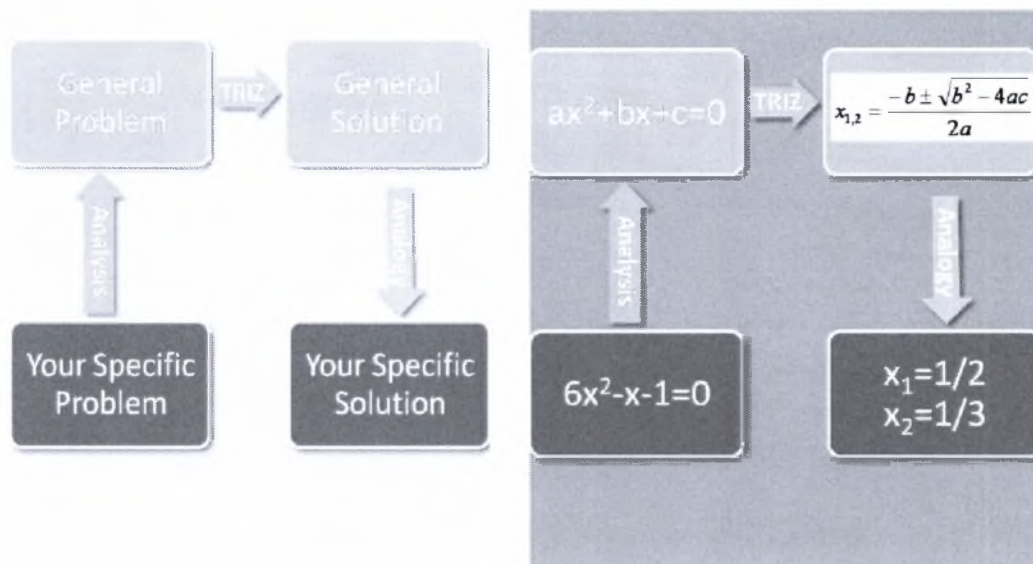 General
Problem
TRIZ
General
Solution
Analysis
Analogy
Your Specific
Problem
Your Specific
Solution
ax²+bx+c=0
TRIZ
x₁,₂ = (-b ± √(b² - 4ac)) / 2a
Analysis
Analogy
6x²-x-1=0
x₁=1/2
x₂=1/3